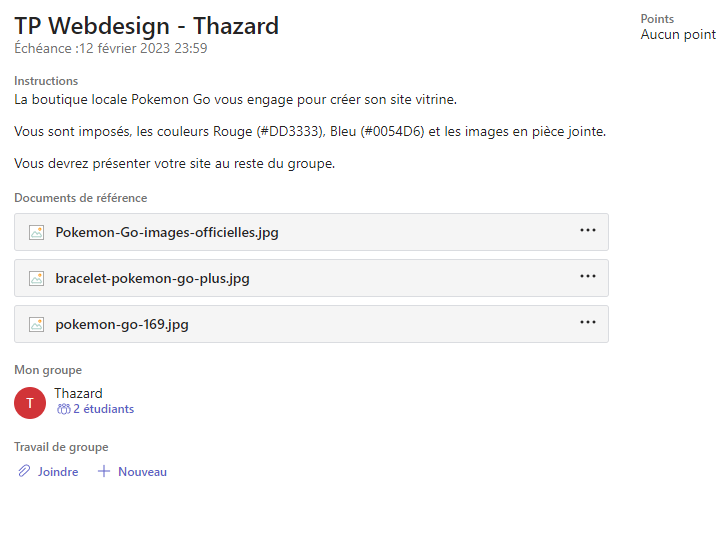 TP Webdesign - Thazard
Points
Échéance :12 février 2023 23:59
Aucun point
Instructions
La boutique locale Pokemon Go vous engage pour créer son site vitrine.
Vous sont imposés, les couleurs Rouge (#DD3333), Bleu (#0054D6) et les images en pièce jointe.
Vous devrez présenter votre site au reste du groupe.
Documents de référence
Pokemon-Go-images-officielles.jpg
bracelet-pokemon-go-plus.jpg
pokemon-go-169.jpg
Mon groupe
T
Thazard
2 étudiants
Travail de groupe
Joindre
Nouveau